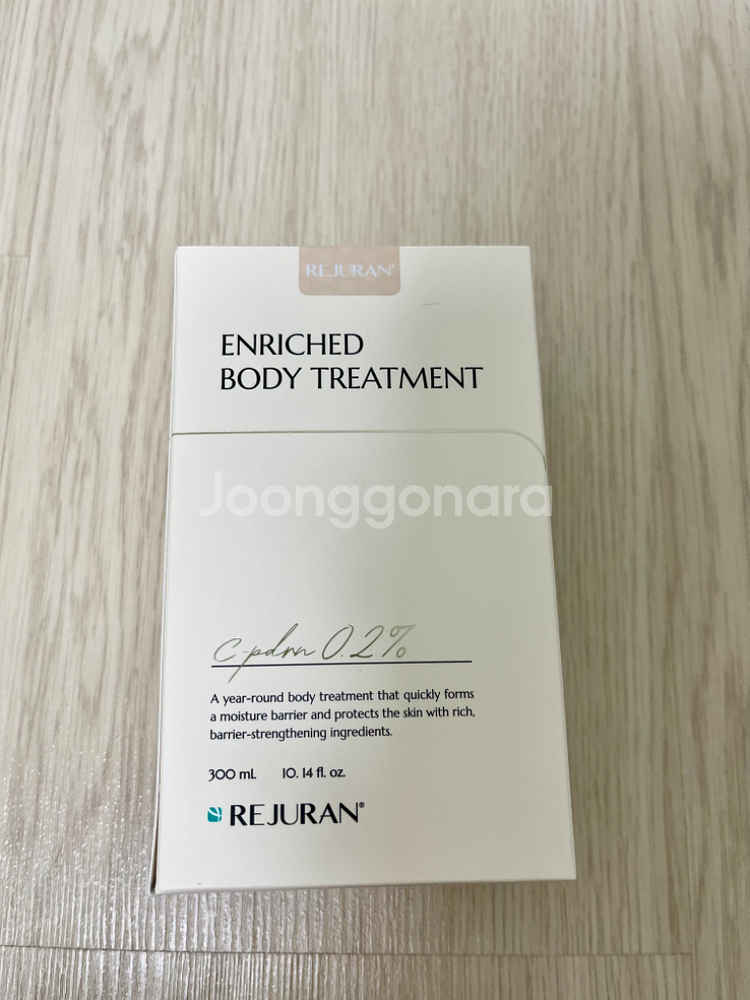 REJURAN®
ENRICHED
BODY TREATMENT
Joonggonara
c-pdrn 0.2%
A year-round body treatment that quickly forms
a moisture barrier and protects the skin with rich,
barrier-strengthening ingredients.
300 mL 10. 14 fl. oz.
REJURAN®